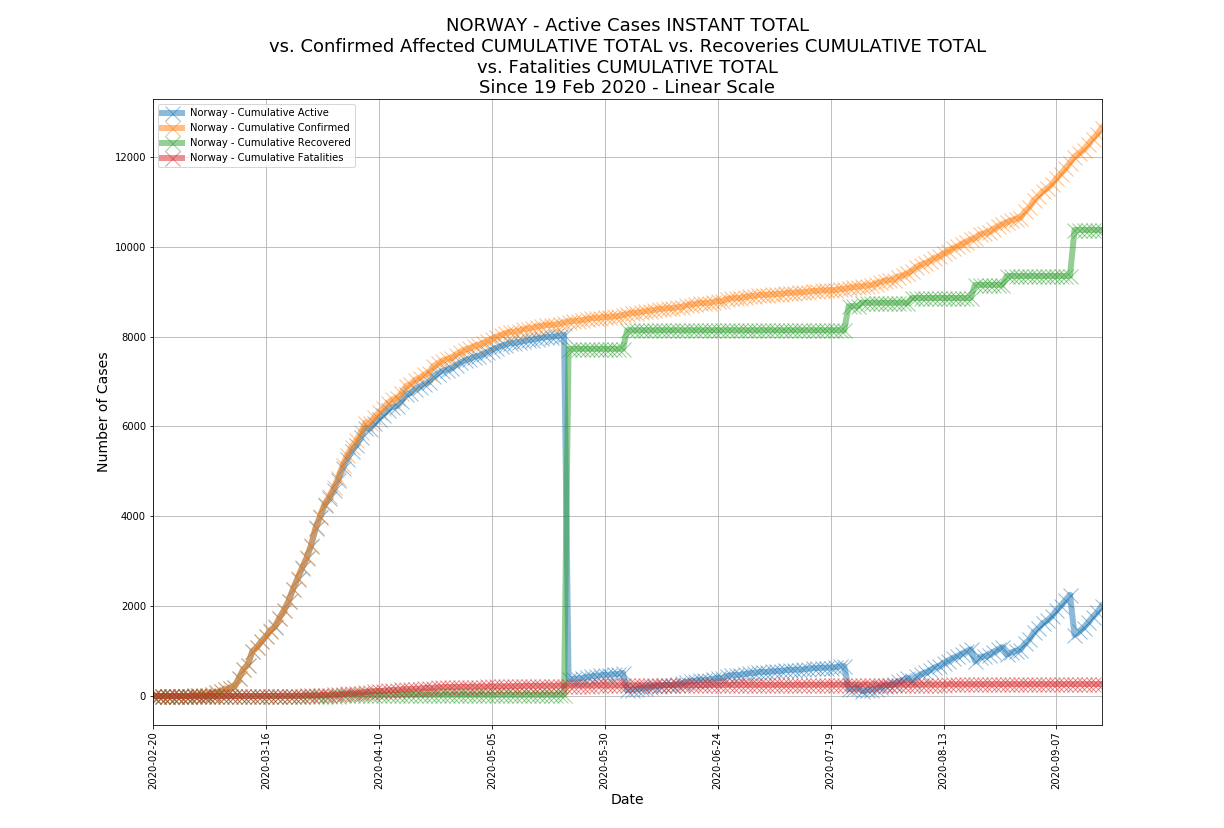 NORWAY - Active Cases INSTANT TOTAL
vs. Confirmed Affected CUMULATIVE TOTAL vs. Recoveries CUMULATIVE TOTAL
vs. Fatalities CUMULATIVE TOTAL
Since 19 Feb 2020 - Linear Scale
Norway - Cumulative Active
Norway - Cumulative Confirmed
Norway - Cumulative Recovered
Norway - Cumulative Fatalities
Number of Cases
12000
10000
8000
6000
4000
2000
0
2020-02-20
2020-03-16
2020-04-10
2020-05-05
2020-05-30
2020-06-24
2020-07-19
2020-08-13
2020-09-07
Date